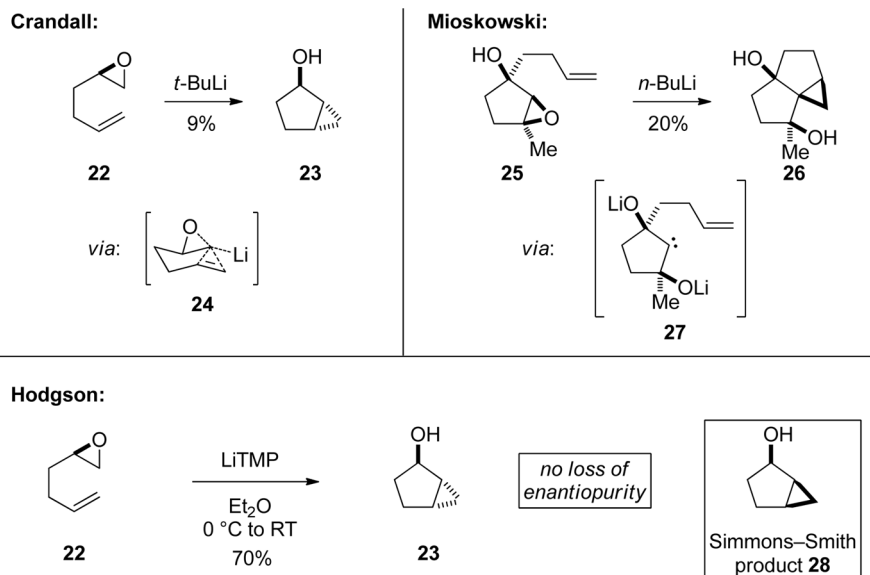 Crandall:
O
t-BuLi
9%
OH
22
23
via:
O
Li
24
Mioskowski:
HO
O
Me
n-BuLi
20%
HO
OH
Me
25
26
via:
LiO
:
OLi
Me
27
Hodgson:
O
LiTMP
Et2O
0 °C to RT
70%
OH
22
23
no loss of
enantiopurity
OH
Simmons–Smith
product 28